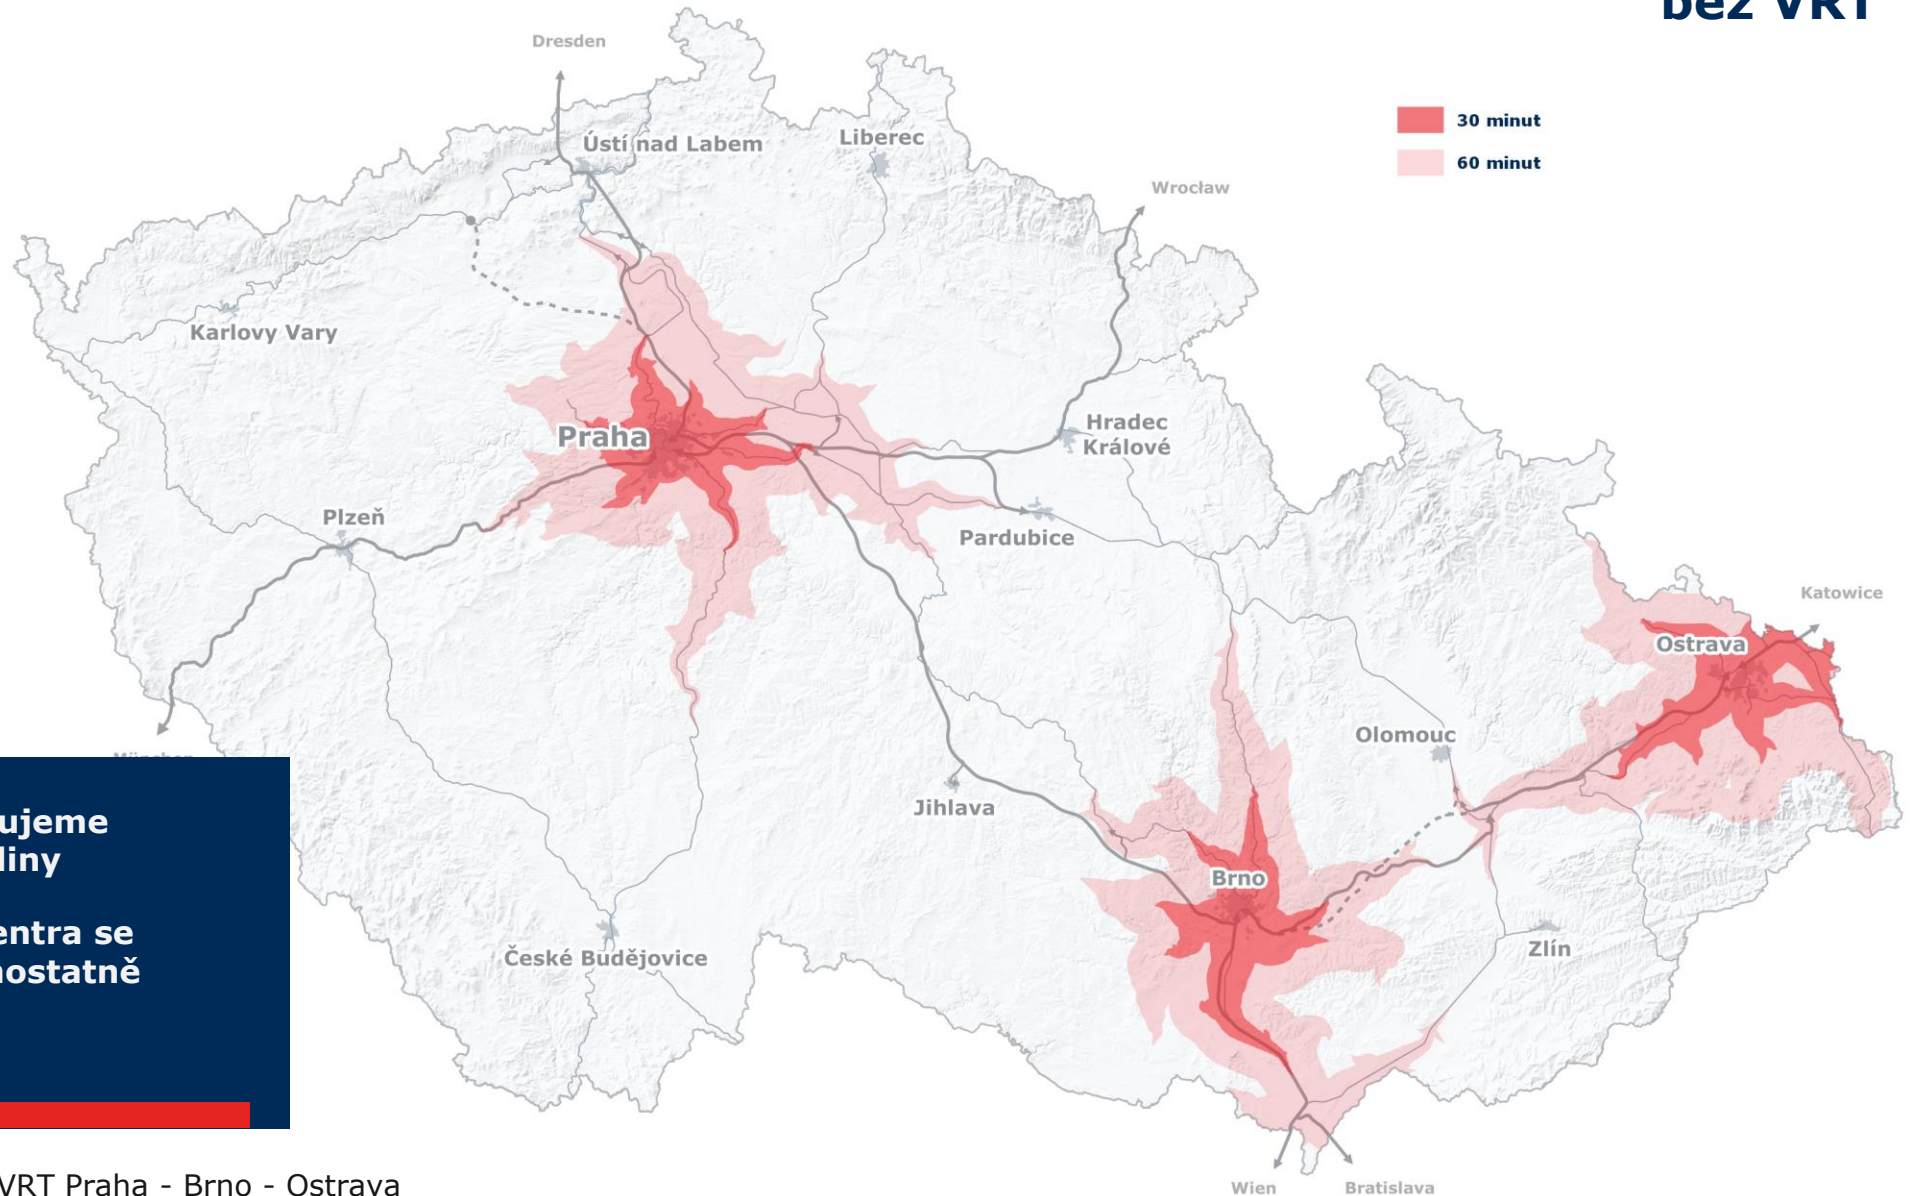 bez VRT
Dresden
Ústí nad Labem
Liberec
30 minut
60 minut
Wrocław
Karlovy Vary
Praha
Hradec
Králové
Plzeň
Pardubice
Katowice
Ostrava
Olomouc
Jihlava
Brno
České Budějovice
Zlín
ujeme
liny
entra se
nostatně
VRT Praha - Brno - Ostrava
Wien
Bratislava